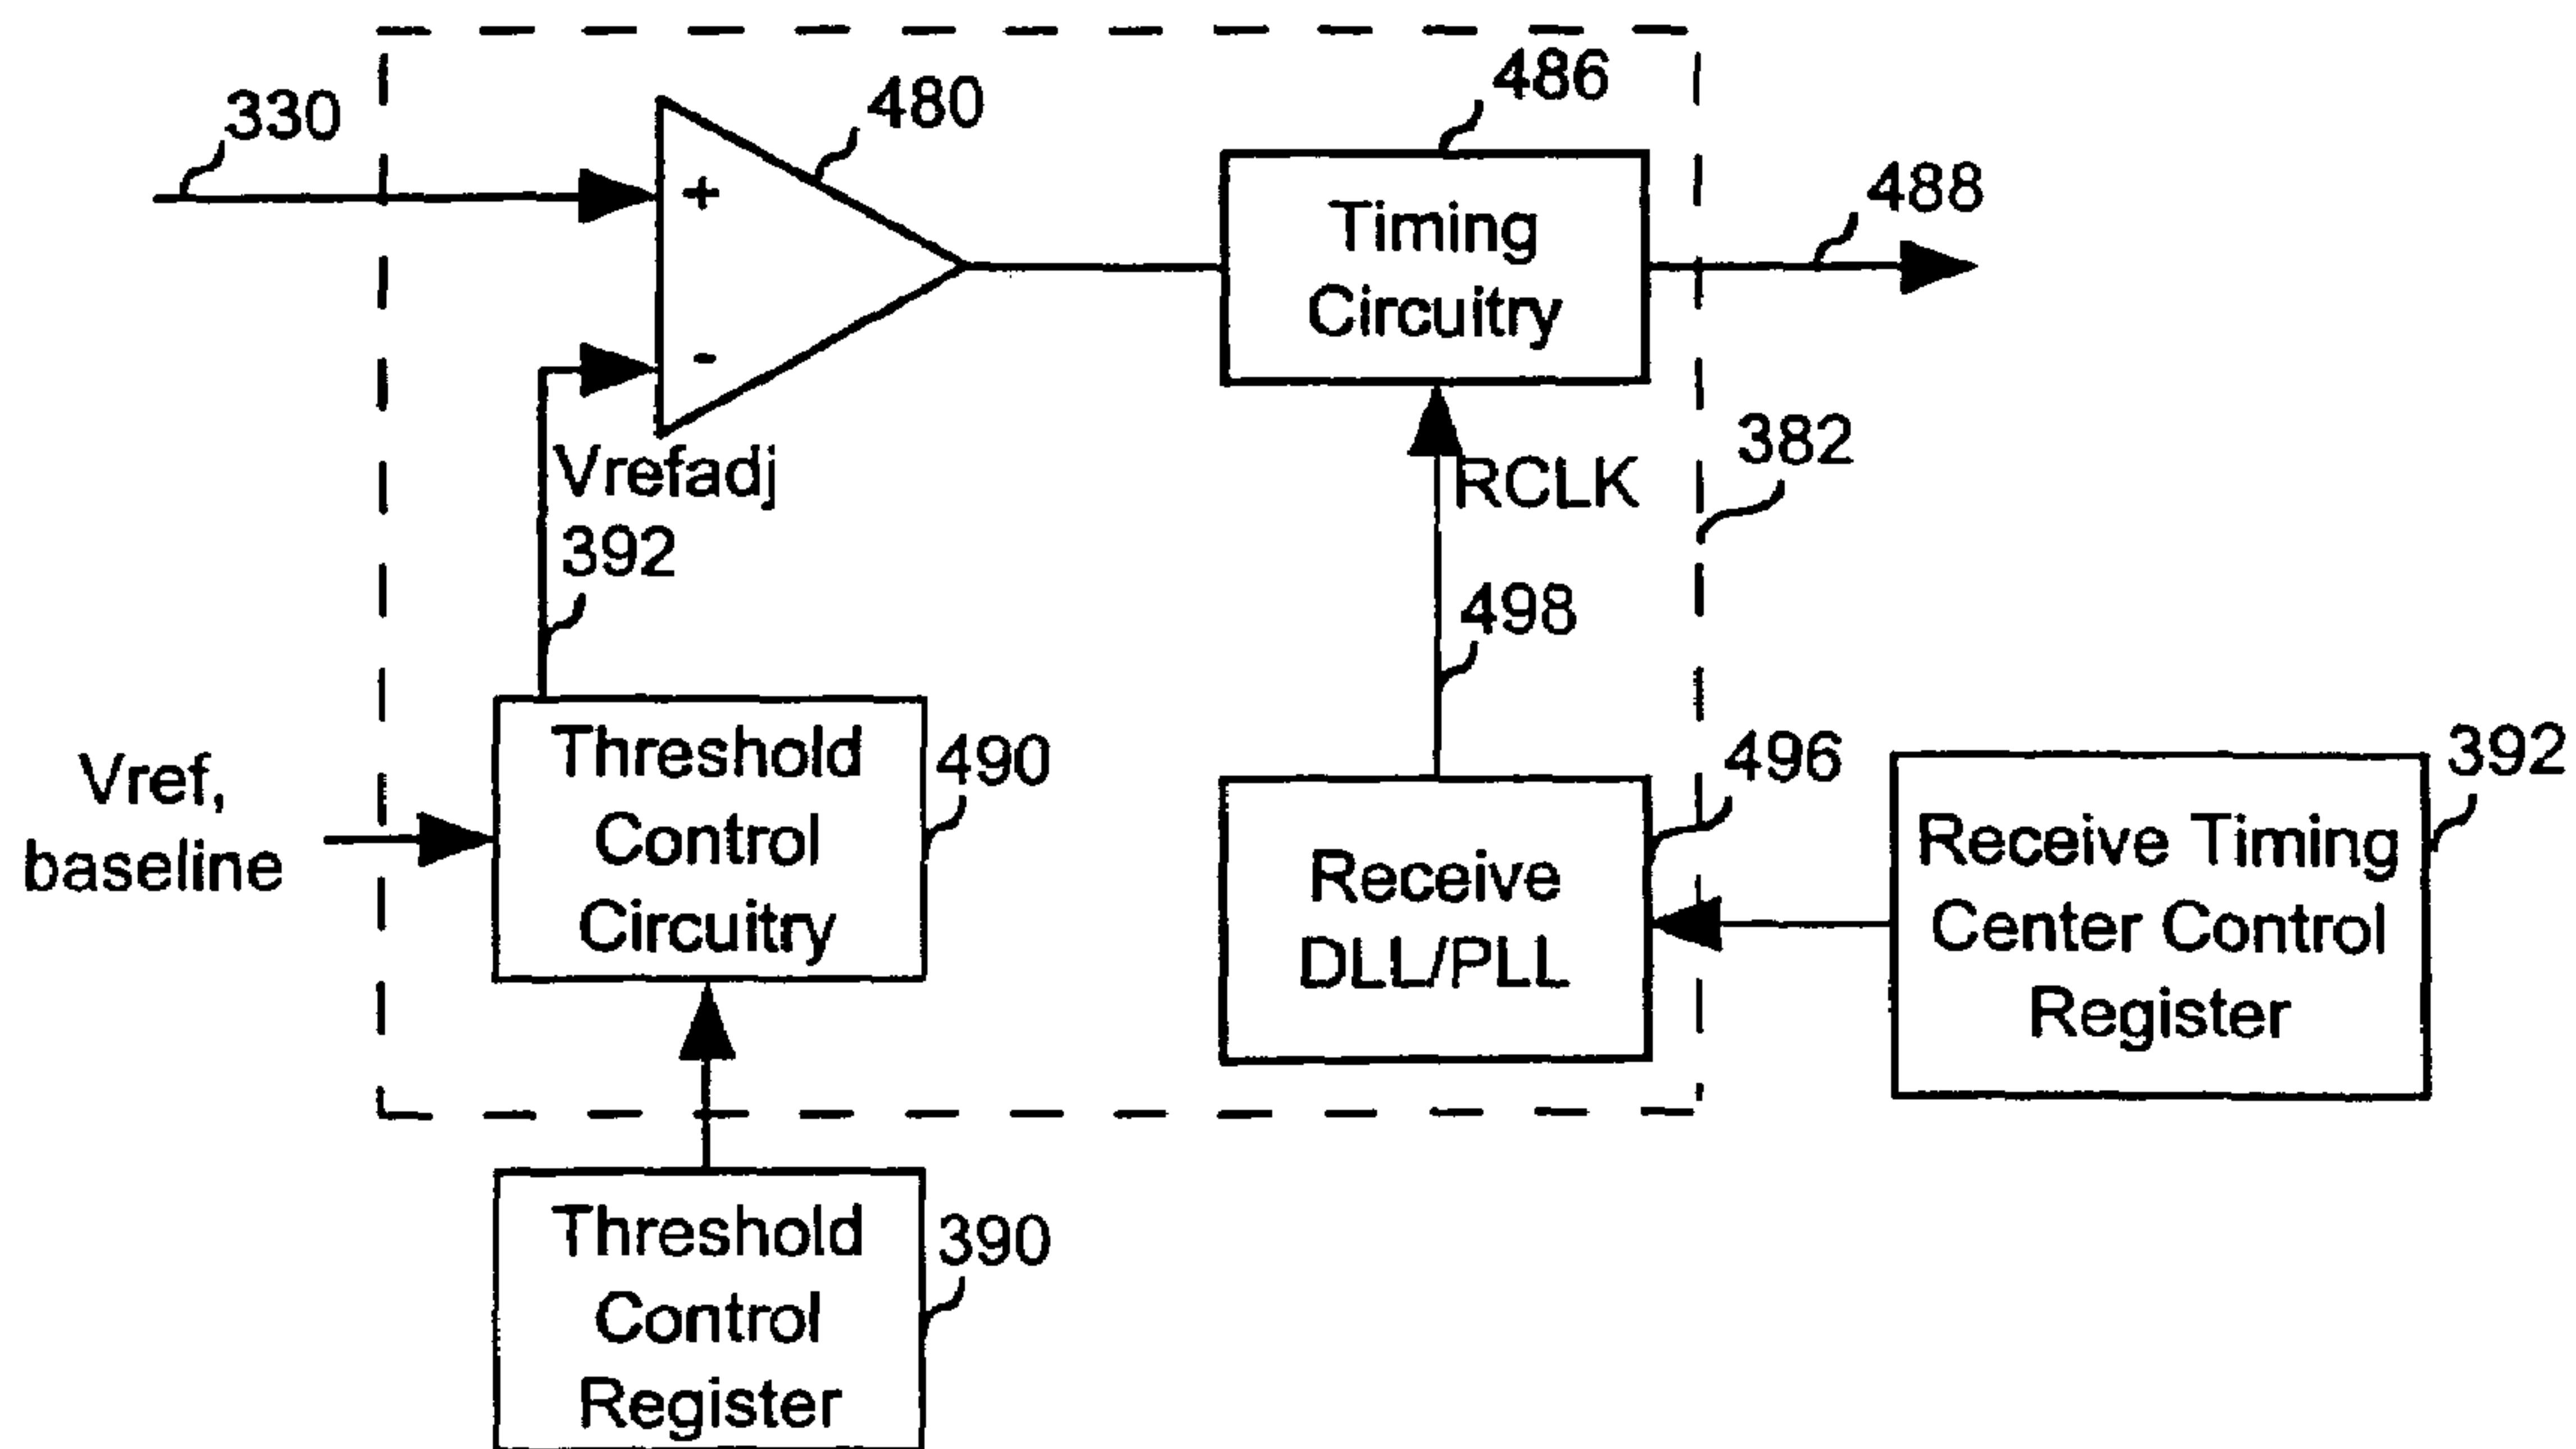 330
480
486
488
+
-
Timing
Circuitry
Vrefadj
392
RCLK
382
498
Vref,
baseline
Threshold
Control
Circuitry
490
Receive
DLL/PLL
496
Receive Timing
Center Control
Register
392
Threshold
Control
Register
390